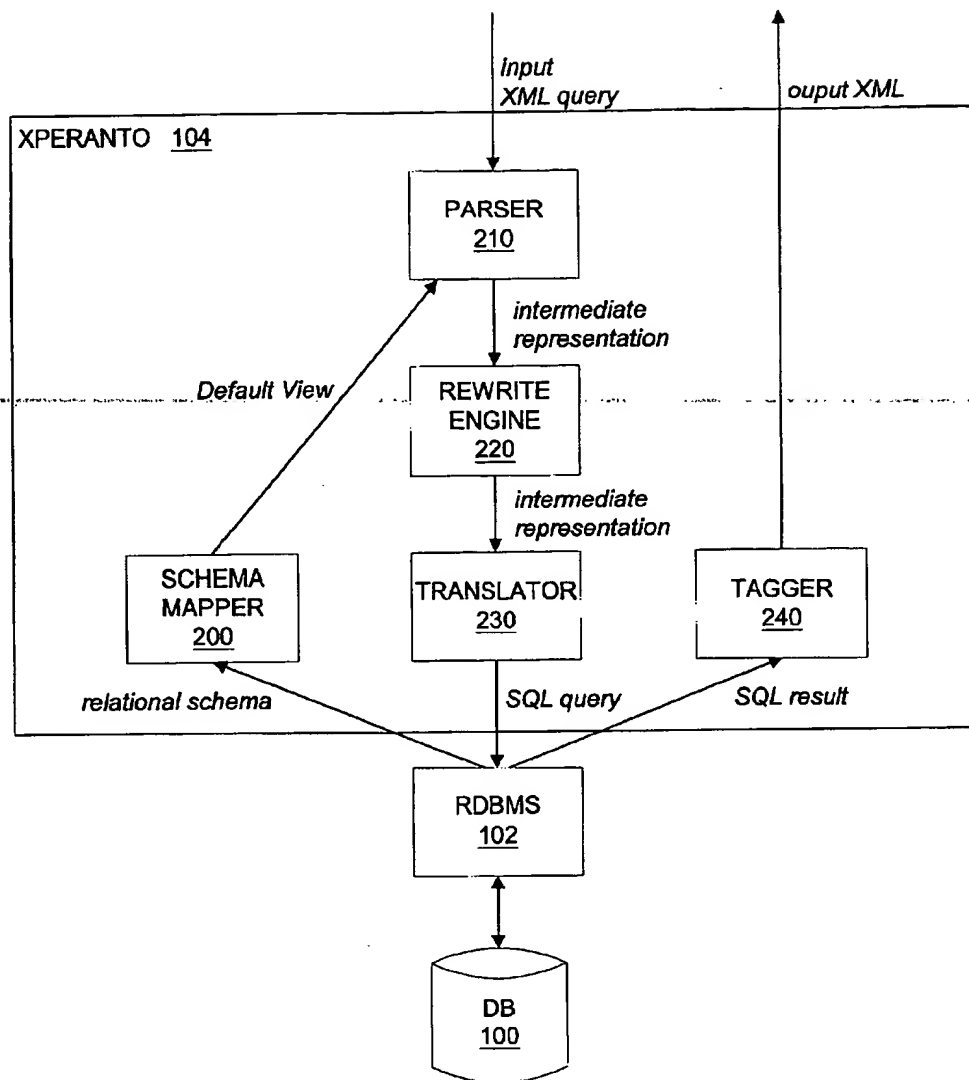 input
XML query
ouput XML
XPERANTO 104
PARSER
210
intermediate
representation
Default View
REWRITE
ENGINE
220
intermediate
representation
SCHEMA
MAPPER
200
TRANSLATOR
230
TAGGER
240
relational schema
SQL query
SQL result
RDBMS
102
DB
100